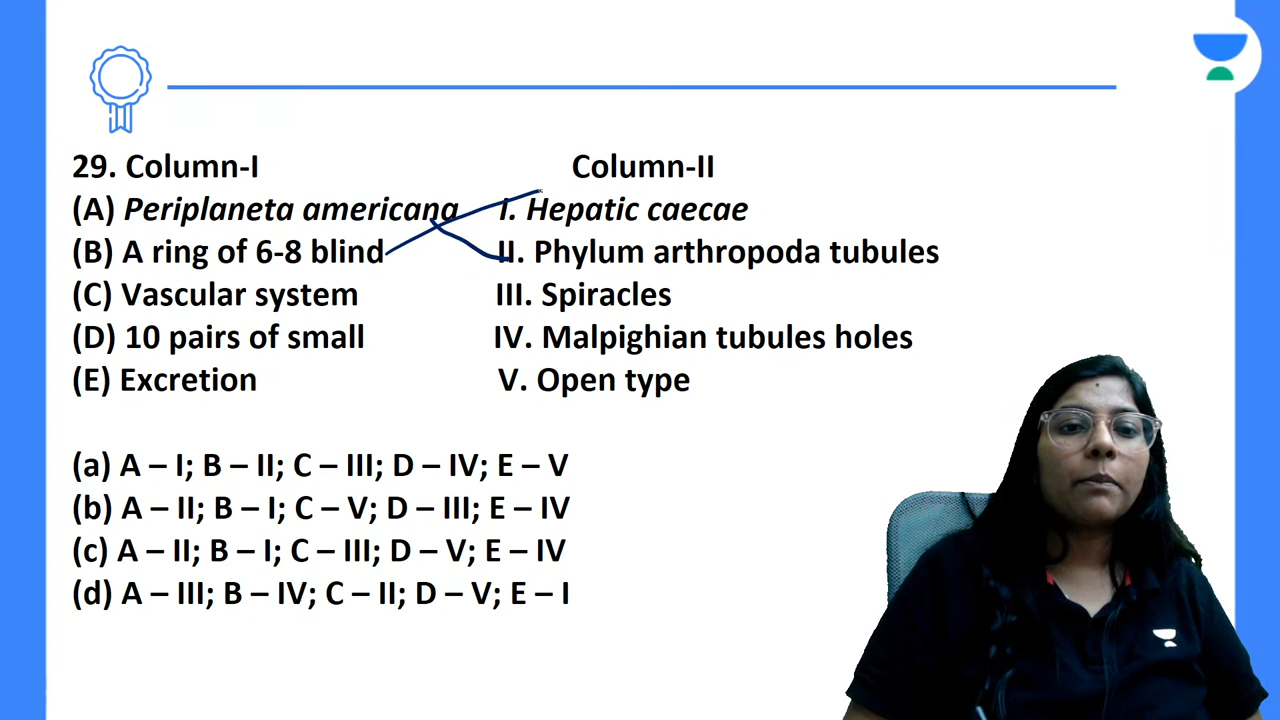 29. Column-I Column-II
(A) Periplaneta americana I. Hepatic caecae
(B) A ring of 6-8 blind II. Phylum arthropoda tubules
(C) Vascular system III. Spiracles
(D) 10 pairs of small IV. Malpighian tubules holes
(E) Excretion V. Open type
(a) A – I; B – II; C – III; D – IV; E – V
(b) A – II; B – I; C – V; D – III; E – IV
(c) A – II; B – I; C – III; D – V; E – IV
(d) A – III; B – IV; C – II; D – V; E – I